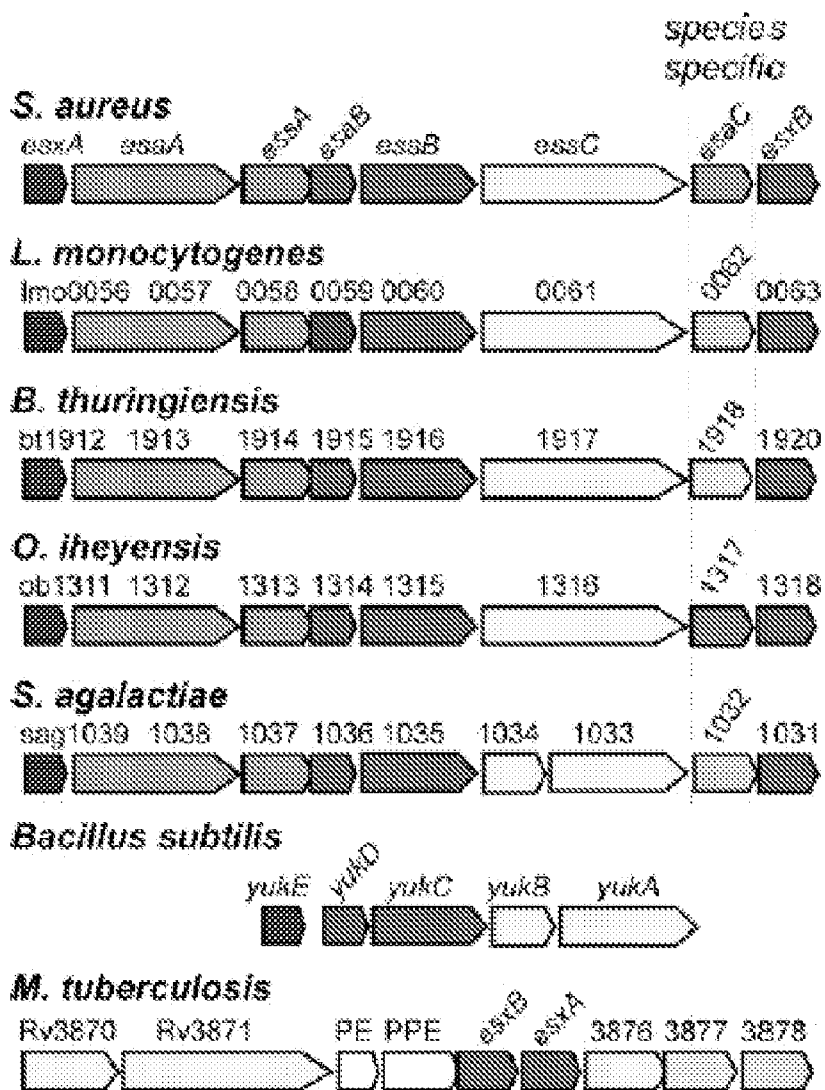 species
specific
S. aureus
esxA esaA essA esaB essB essC esaC esxB
L. monocytogenes
lmo0056 0057 0058 0059 0060 0061 0062 0063
B. thuringiensis
bt1912 1913 1914 1915 1916 1917 1918 1920
O. iheyensis
ob1311 1312 1313 1314 1315 1316 1317 1318
S. agalactiae
sag1039 1038 1037 1036 1035 1034 1033 1032 1031
Bacillus subtilis
yukE yukD yukC yukB yukA
M. tuberculosis
Rv3870 Rv3871 PE PPE esxB esxA 3876 3877 3878